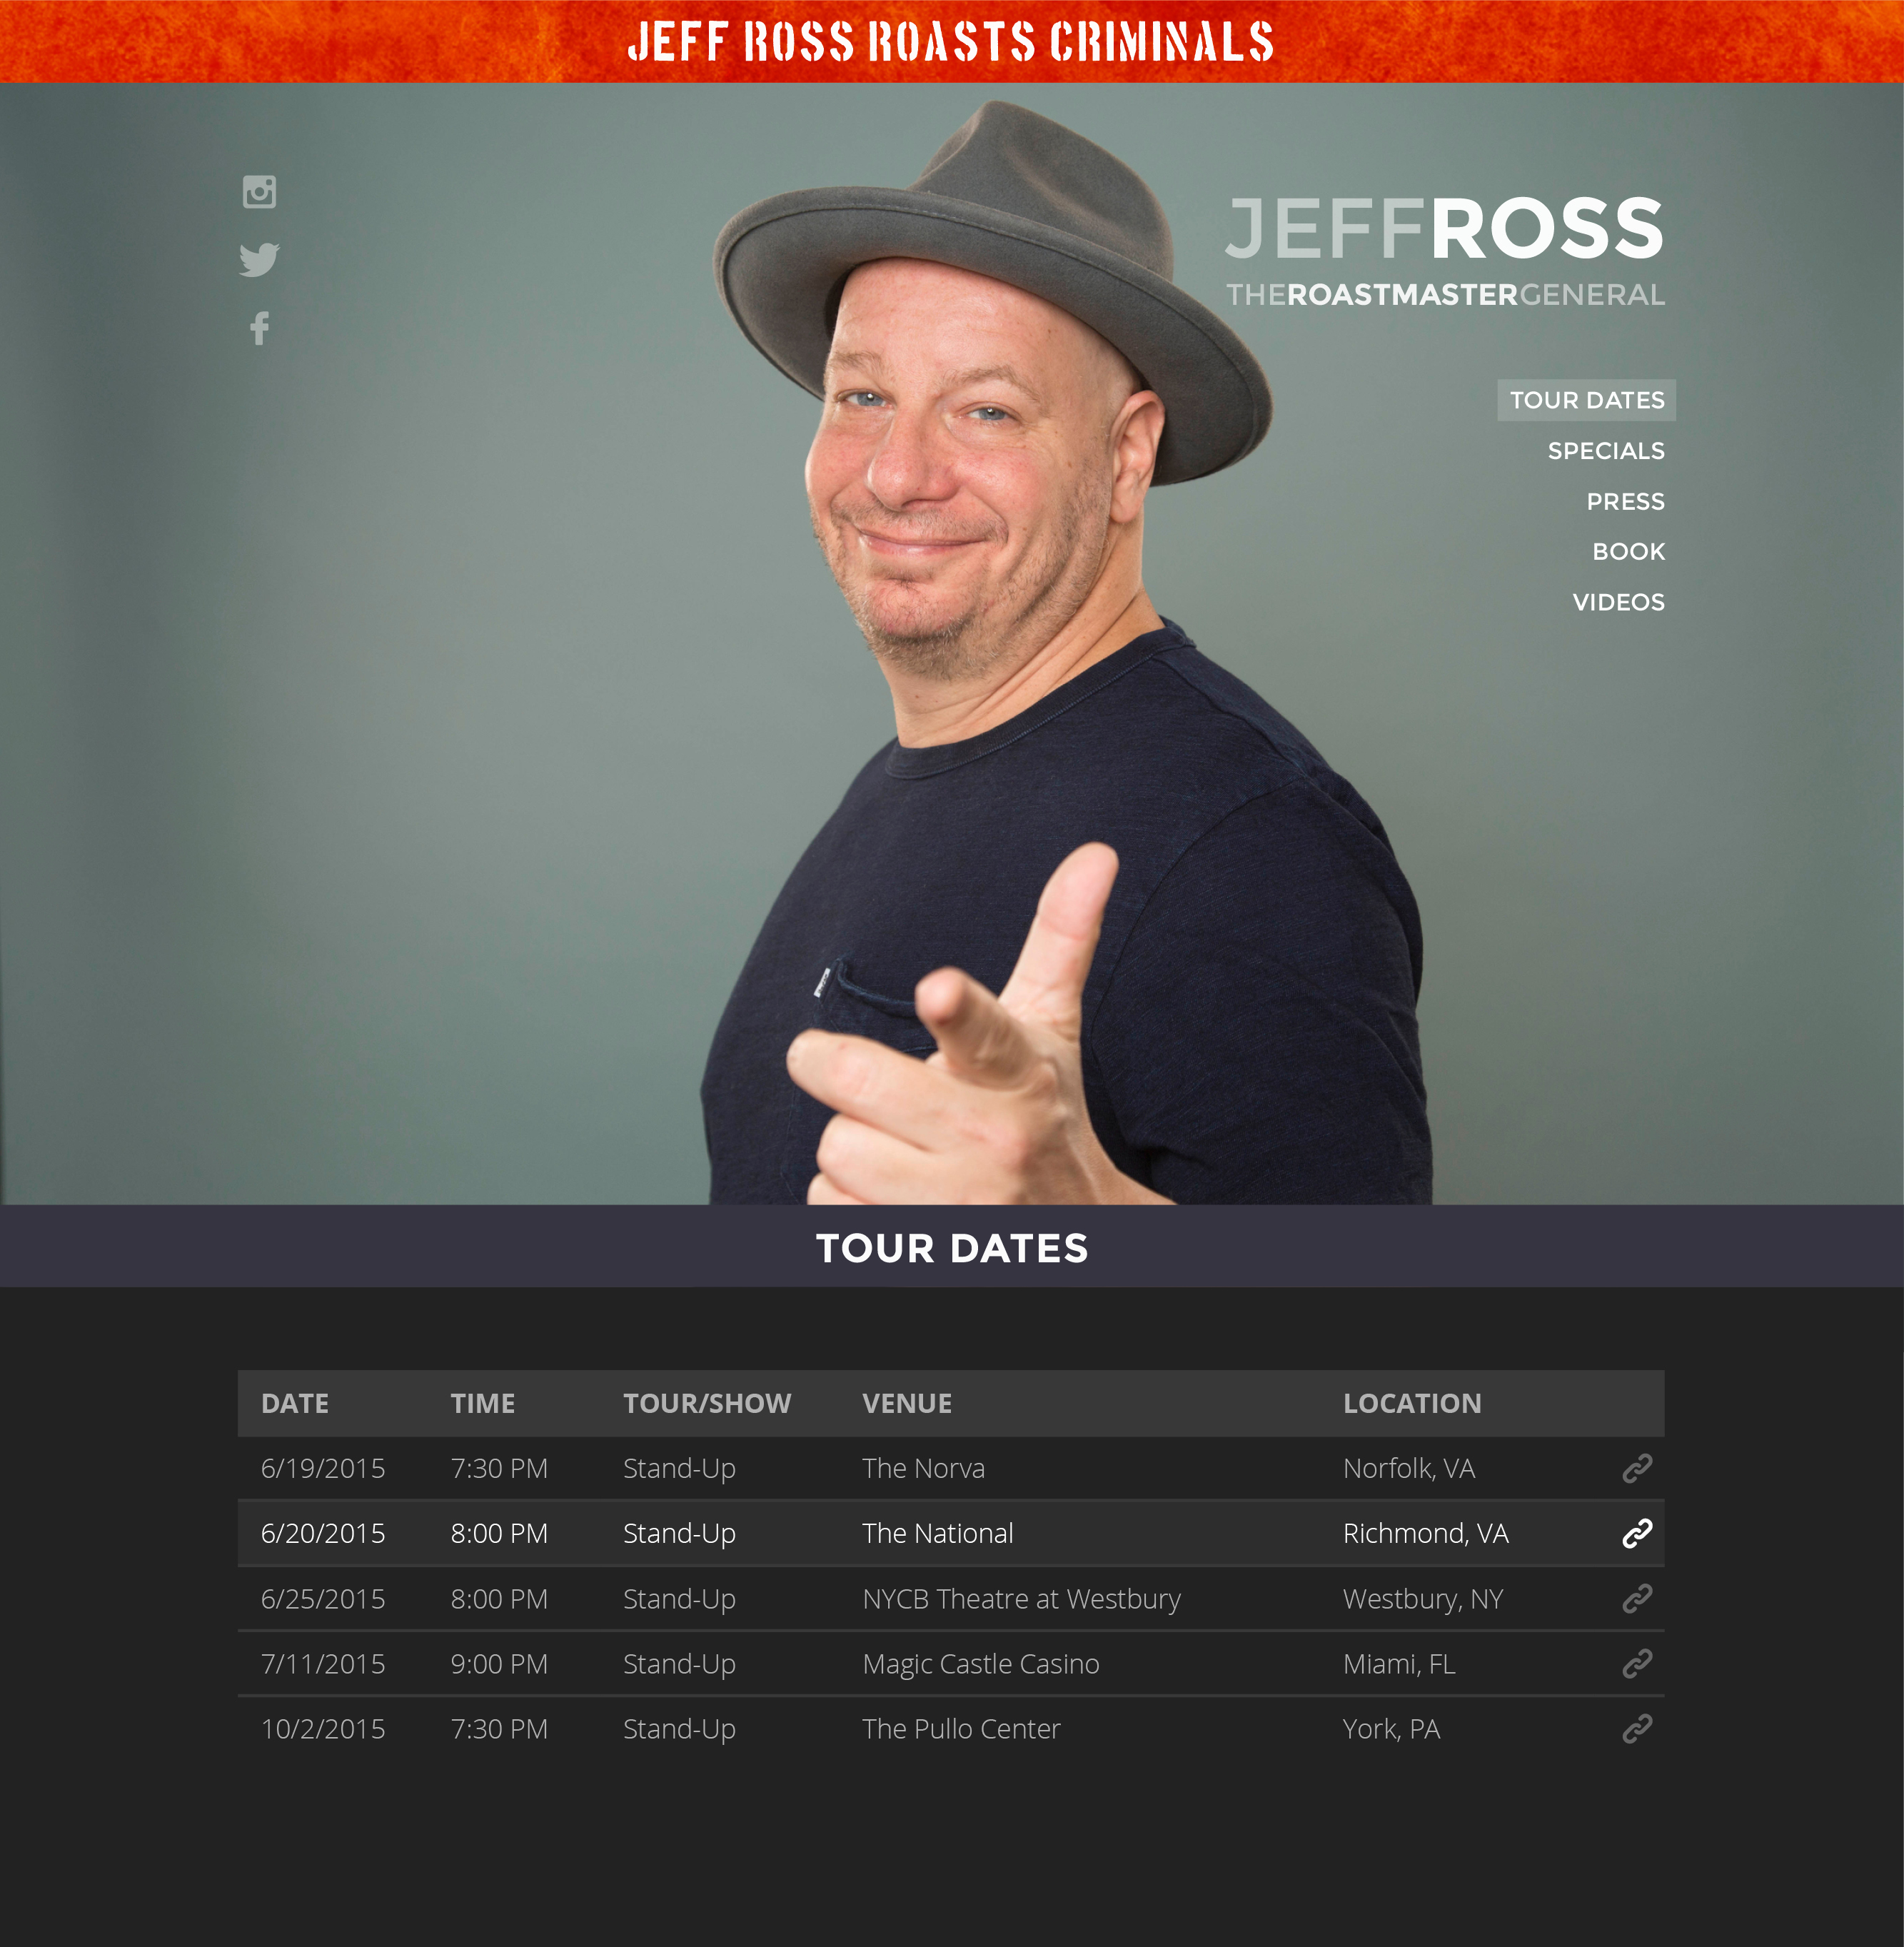 JEFF ROSS ROASTS CRIMINALS
JEFFROSS
THEROASTMASTERGENERAL
TOUR DATES
SPECIALS
PRESS
BOOK
VIDEOS
TOUR DATES
DATE TIME TOUR/SHOW VENUE LOCATION
6/19/2015 7:30 PM Stand-Up The Norva Norfolk, VA
6/20/2015 8:00 PM Stand-Up The National Richmond, VA
6/25/2015 8:00 PM Stand-Up NYCB Theatre at Westbury Westbury, NY
7/11/2015 9:00 PM Stand-Up Magic Castle Casino Miami, FL
10/2/2015 7:30 PM Stand-Up The Pullo Center York, PA